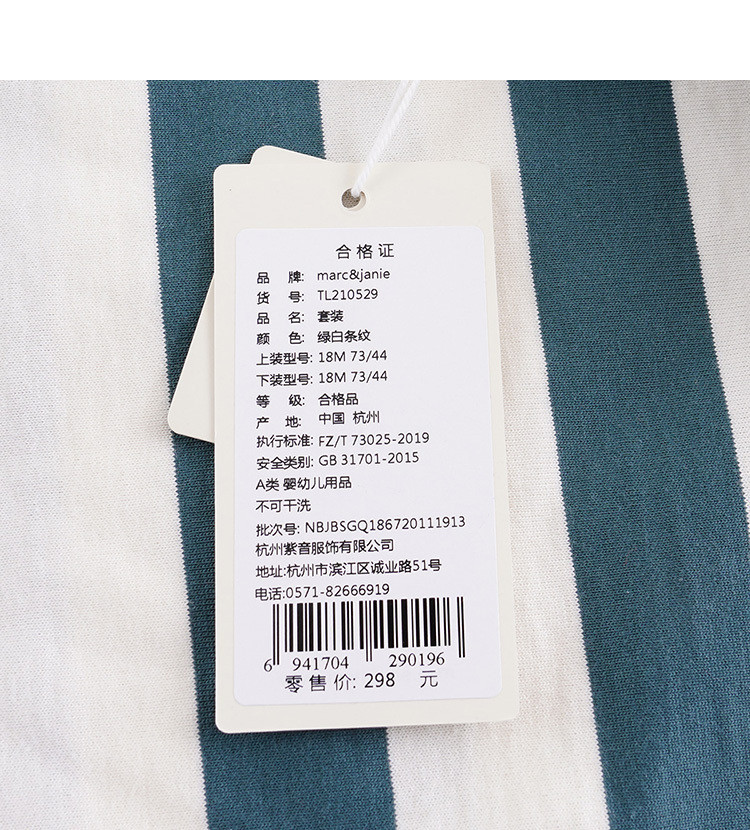 合格证
品 牌: marc&janie
货 号: TL210529
品 名: 套装
颜 色: 绿白条纹
上装型号: 18M 73/44
下装型号: 18M 73/44
等 级: 合格品
产 地: 中国 杭州
执行标准: FZ/T 73025-2019
安全类别: GB 31701-2015
A类 婴幼儿用品
不可干洗
批次号: NBJBSGQ186720111913
杭州紫音服饰有限公司
地址:杭州市滨江区诚业路51号
电话:0571-82666919
6 941704 290196
零售价: 298 元